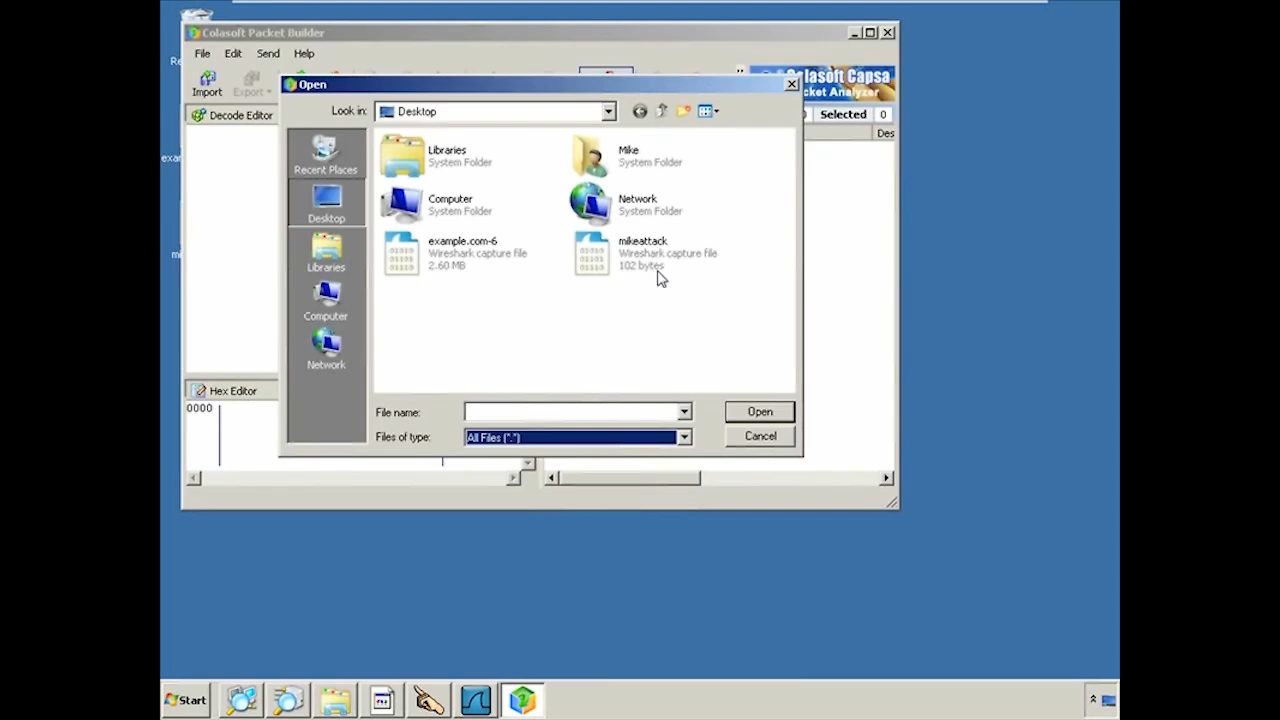 Colasoft Packet Builder
File Edit Send Help
Import
Export
Colasoft Capsa
Packet Analyzer
Decode Editor
Selected 0
Des
Open
Look in: Desktop
Recent Places
Desktop
Libraries
Computer
Network
Libraries
System Folder
Mike
System Folder
Computer
System Folder
Network
System Folder
example.com-6
Wireshark capture file
2.60 MB
mikeattack
Wireshark capture file
102 bytes
Hex Editor
0000
File name:
Open
Files of type: All Files (*.*)
Cancel
Start